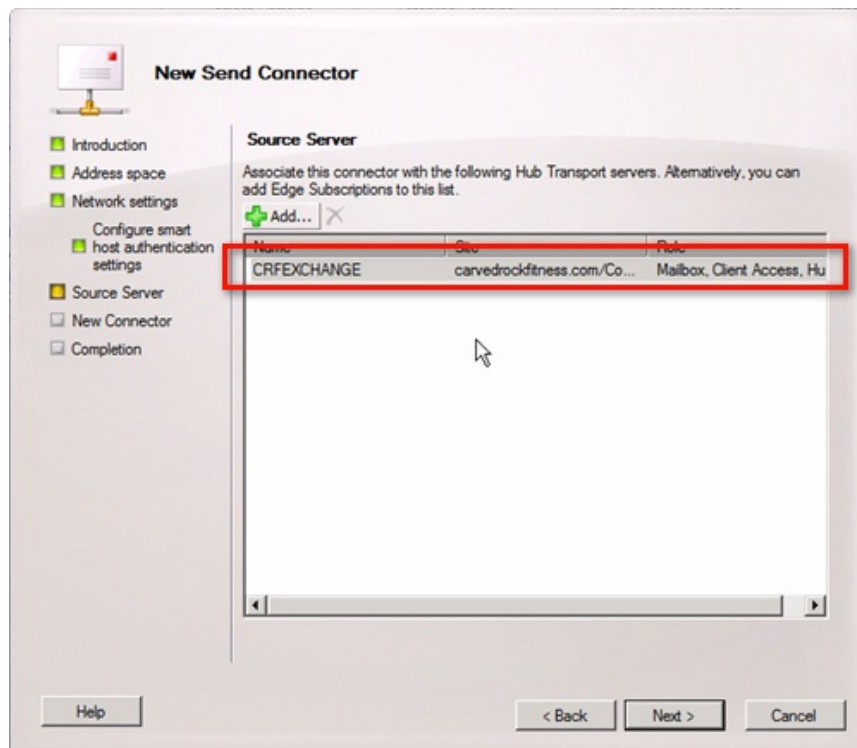 New Send Connector
Introduction
Address space
Network settings
Configure smart
host authentication
settings
Source Server
New Connector
Completion
Source Server
Associate this connector with the following Hub Transport servers. Alternatively, you can
add Edge Subscriptions to this list.
Add...
Name Site Role
CRFEXCHANGE carvedrockfitness.com/Co... Mailbox, Client Access, Hu
Help < Back Next > Cancel